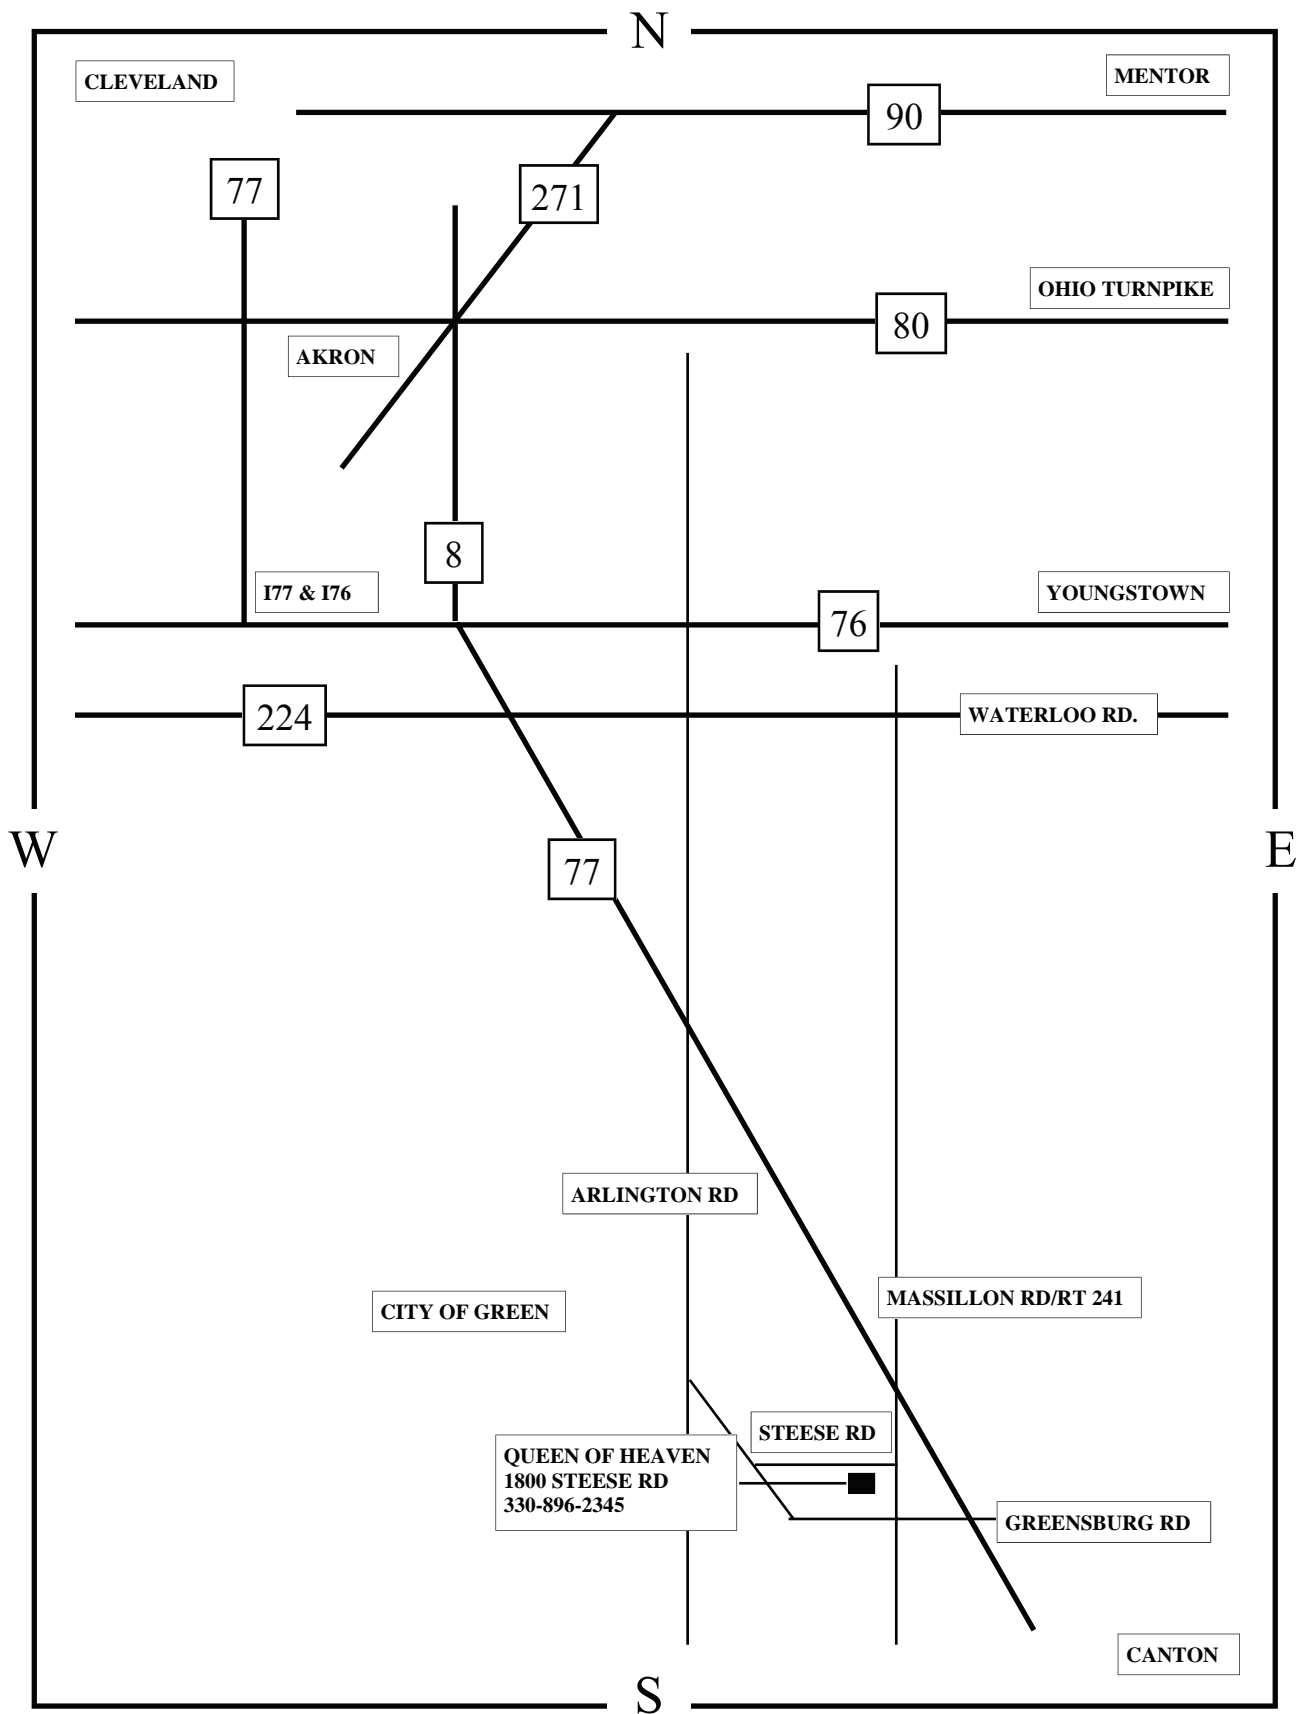 N
CLEVELAND
MENTOR
90
77
271
OHIO TURNPIKE
80
AKRON
8
I77 & I76
YOUNGSTOWN
76
224
WATERLOO RD.
W
E
77
ARLINGTON RD
MASSILLON RD/RT 241
CITY OF GREEN
STEESE RD
QUEEN OF HEAVEN
1800 STEESE RD
330-896-2345
GREENSBURG RD
CANTON
S